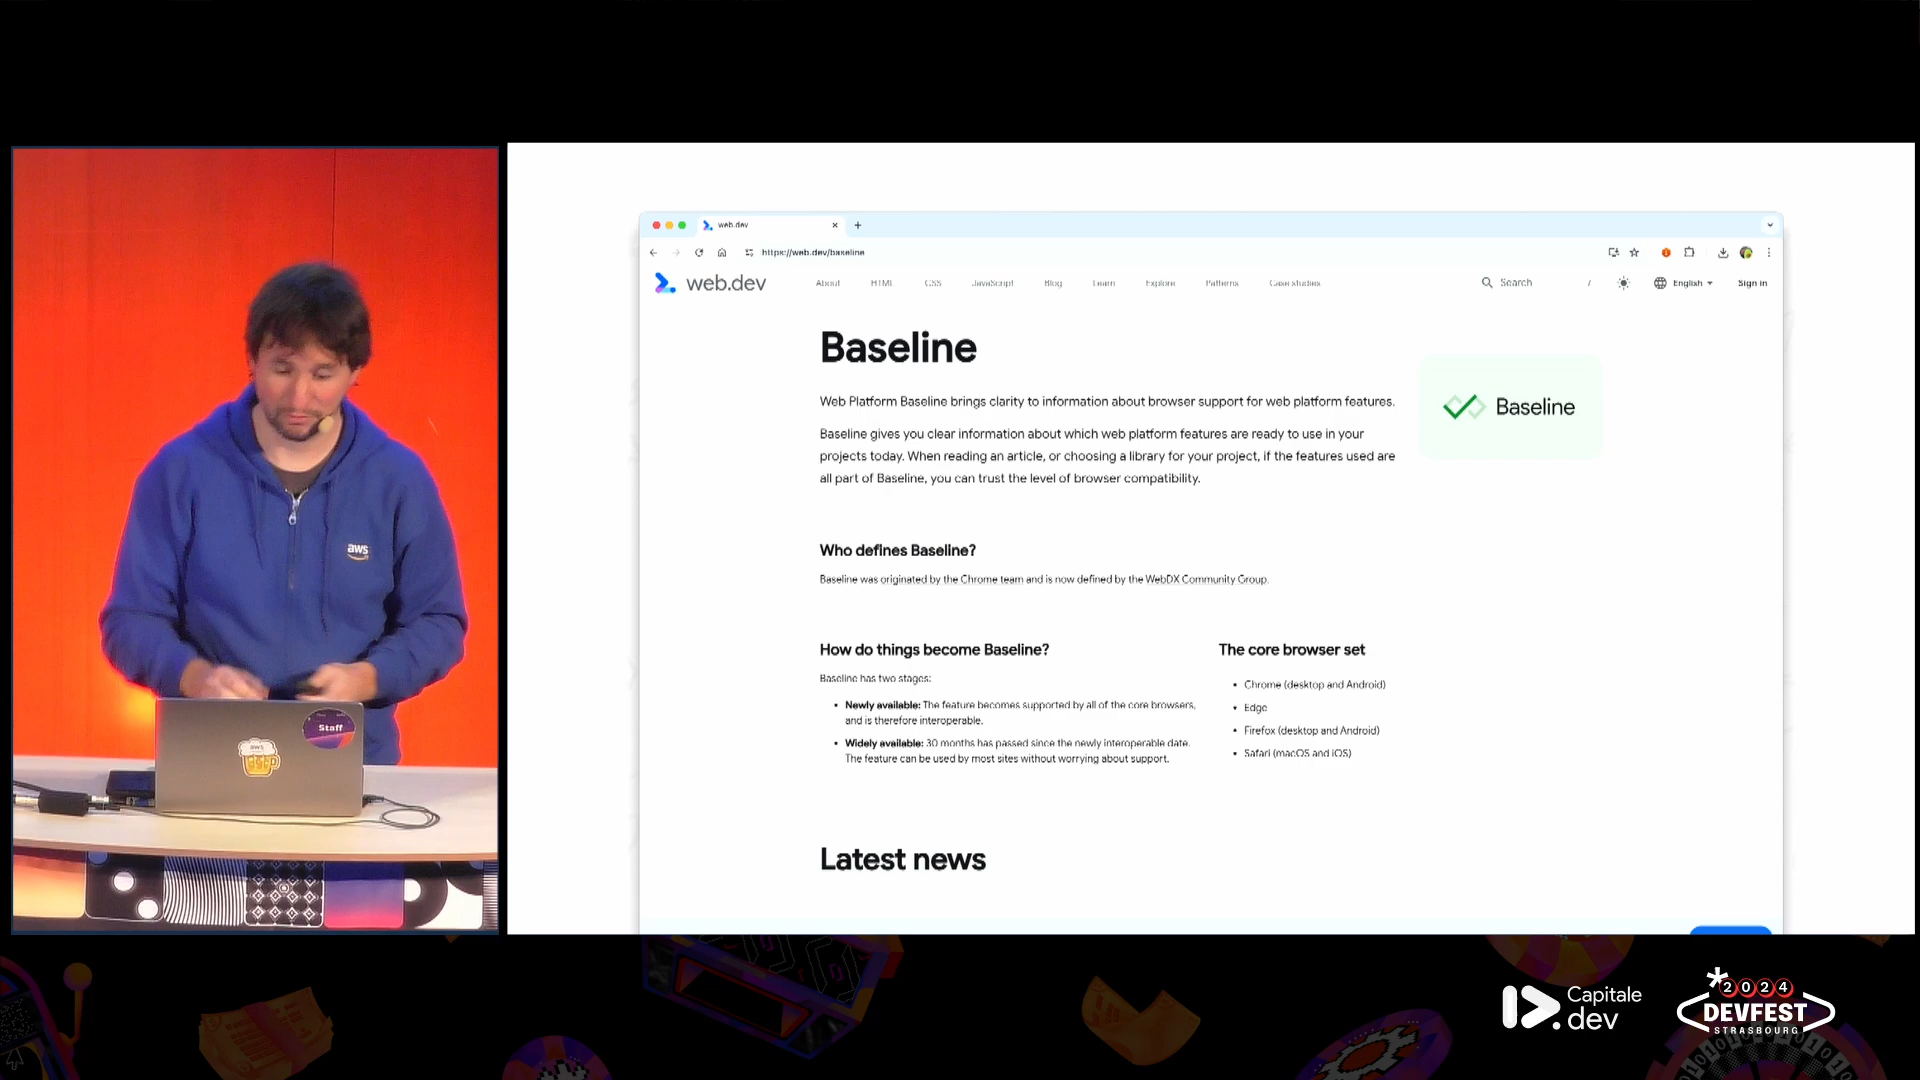 aws
Staff
aws
web.dev
https://web.dev/baseline
web.dev
About HTML CSS JavaScript Blog Learn Explore Patterns Case studies
Search /
English
Sign in
Baseline
Web Platform Baseline brings clarity to information about browser support for web platform features.
Baseline gives you clear information about which web platform features are ready to use in your
projects today. When reading an article, or choosing a library for your project, if the features used are
all part of Baseline, you can trust the level of browser compatibility.
Baseline
Who defines Baseline?
Baseline was originated by the Chrome team and is now defined by the WebDX Community Group.
How do things become Baseline?
Baseline has two stages:
• Newly available: The feature becomes supported by all of the core browsers,
and is therefore interoperable.
• Widely available: 30 months has passed since the newly interoperable date.
The feature can be used by most sites without worrying about support.
The core browser set
• Chrome (desktop and Android)
• Edge
• Firefox (desktop and Android)
• Safari (macOS and iOS)
Latest news
Capitale
dev
2024
DEVFEST
STRASBOURG